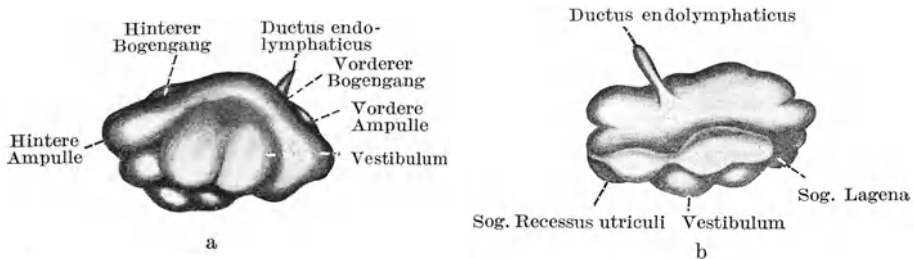 Hinterer
Bogengang
Ductus endo-
lymphaticus
Vorderer
Bogengang
Vordere
Ampulle
Hintere
Ampulle
Vestibulum
a
Ductus endolymphaticus
Sog. Lagena
Sog. Recessus utriculi
Vestibulum
b